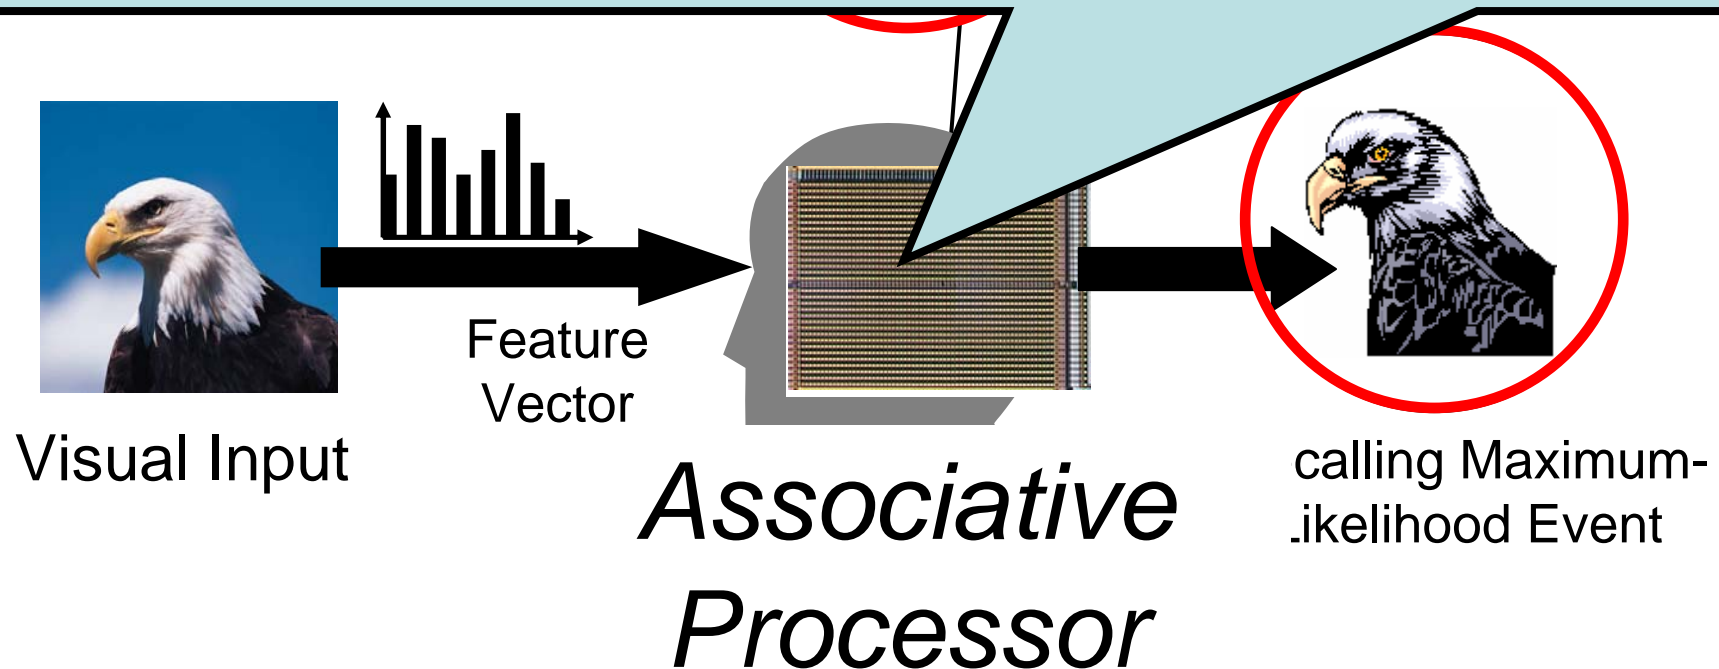 Feature
Vector
Visual Input
Associative
Processor
calling Maximum-
ikelihood Event